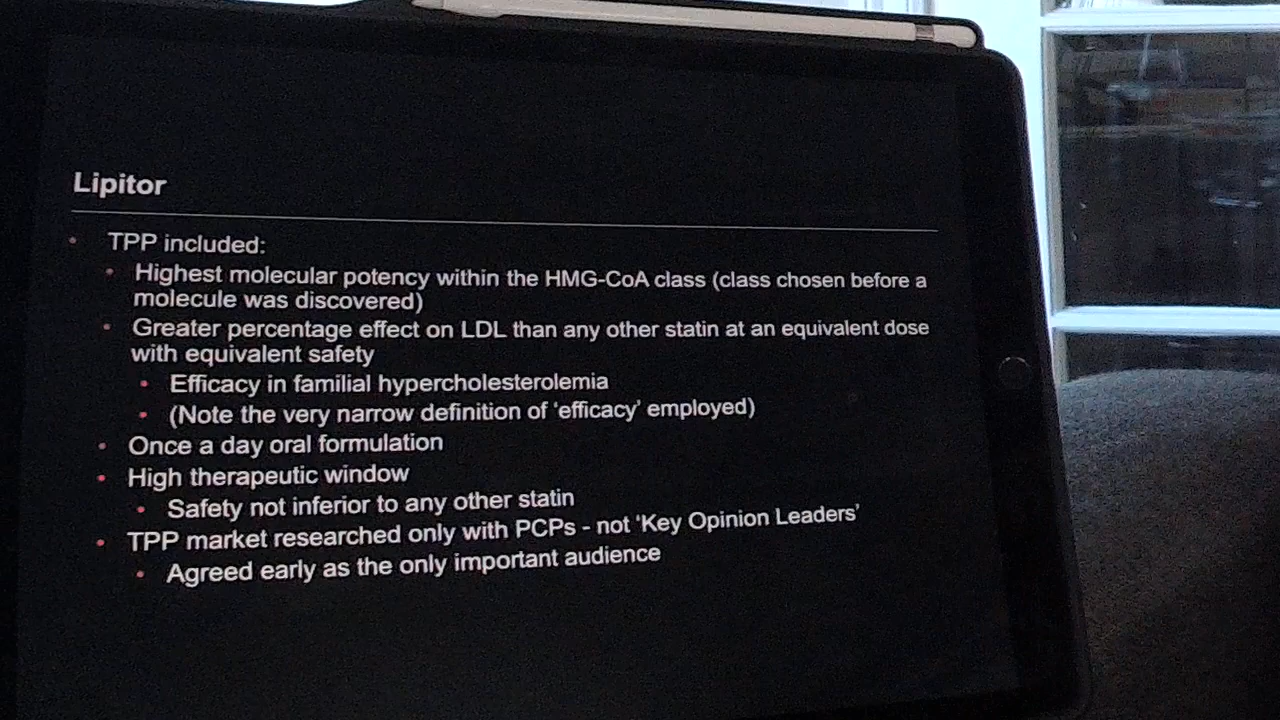 Lipitor
• TPP included:
• Highest molecular potency within the HMG-CoA class (class chosen before a
molecule was discovered)
• Greater percentage effect on LDL than any other statin at an equivalent dose
with equivalent safety
• Efficacy in familial hypercholesterolemia
• (Note the very narrow definition of ‘efficacy’ employed)
• Once a day oral formulation
• High therapeutic window
• Safety not inferior to any other statin
• TPP market researched only with PCPs - not ‘Key Opinion Leaders’
• Agreed early as the only important audience